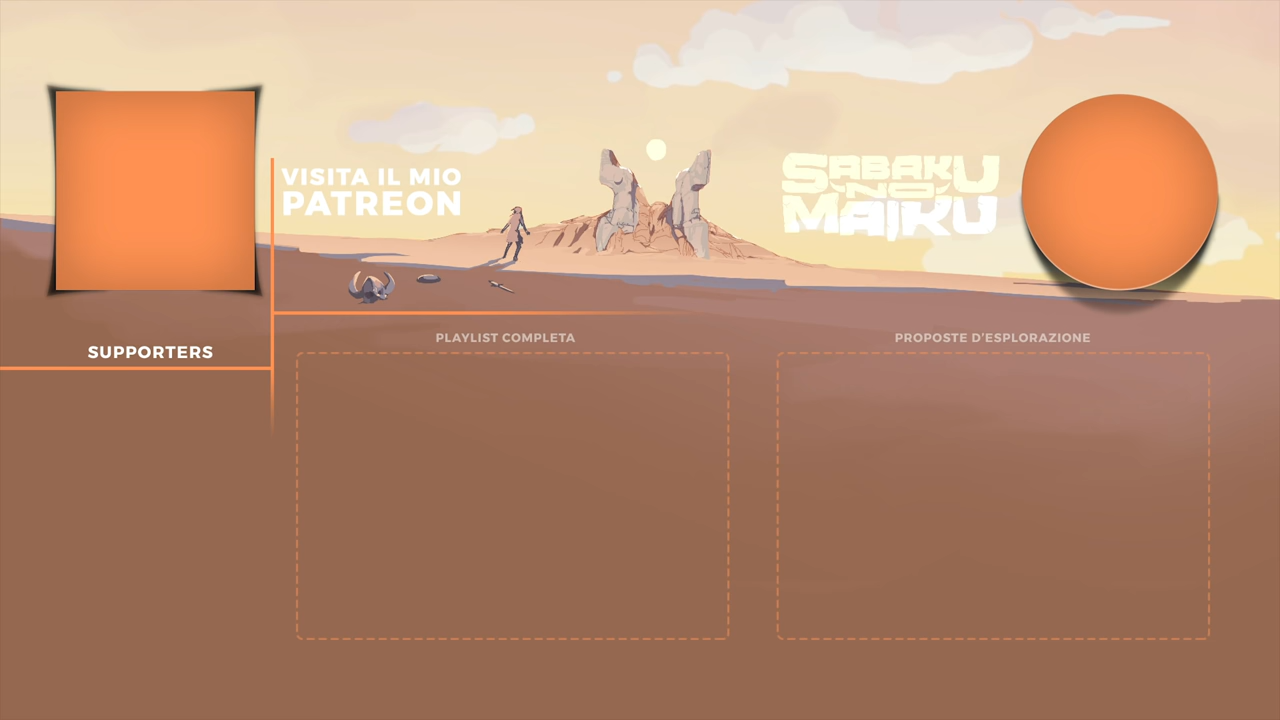 VISITA IL MIO
PATREON
SABAKU
NO
MAIKU
SUPPORTERS
PLAYLIST COMPLETA
PROPOSTE D'ESPLORAZIONE